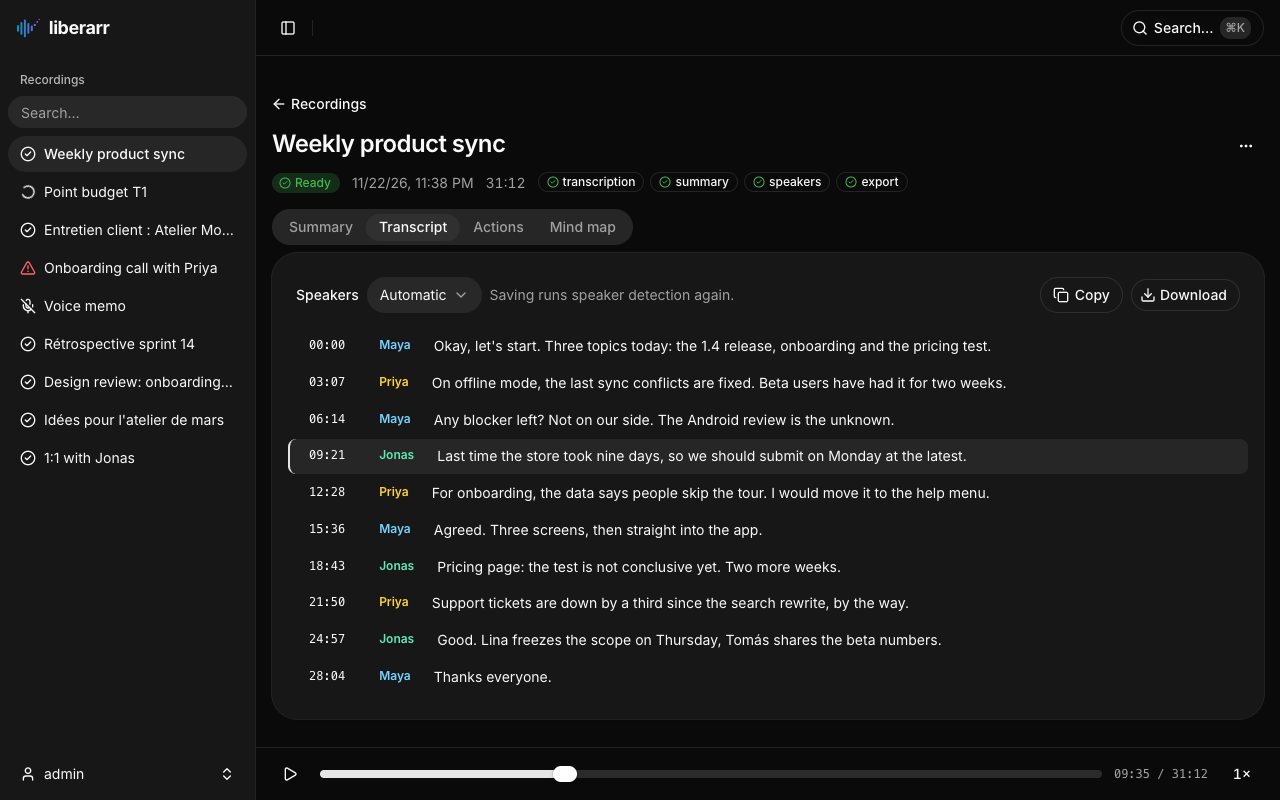 liberarr
Search... ⌘K
Recordings
Search...
Weekly product sync
Point budget T1
Entretien client : Atelier Mo...
Onboarding call with Priya
Voice memo
Rétrospective sprint 14
Design review: onboarding...
Idées pour l'atelier de mars
1:1 with Jonas
admin
Recordings
Weekly product sync
Ready 11/22/26, 11:38 PM 31:12 transcription summary speakers export
Summary Transcript Actions Mind map
Speakers Automatic Saving runs speaker detection again. Copy Download
00:00 Maya Okay, let's start. Three topics today: the 1.4 release, onboarding and the pricing test.
03:07 Priya On offline mode, the last sync conflicts are fixed. Beta users have had it for two weeks.
06:14 Maya Any blocker left? Not on our side. The Android review is the unknown.
09:21 Jonas Last time the store took nine days, so we should submit on Monday at the latest.
12:28 Priya For onboarding, the data says people skip the tour. I would move it to the help menu.
15:36 Maya Agreed. Three screens, then straight into the app.
18:43 Jonas Pricing page: the test is not conclusive yet. Two more weeks.
21:50 Priya Support tickets are down by a third since the search rewrite, by the way.
24:57 Jonas Good. Lina freezes the scope on Thursday, Tomás shares the beta numbers.
28:04 Maya Thanks everyone.
09:35 / 31:12 1×